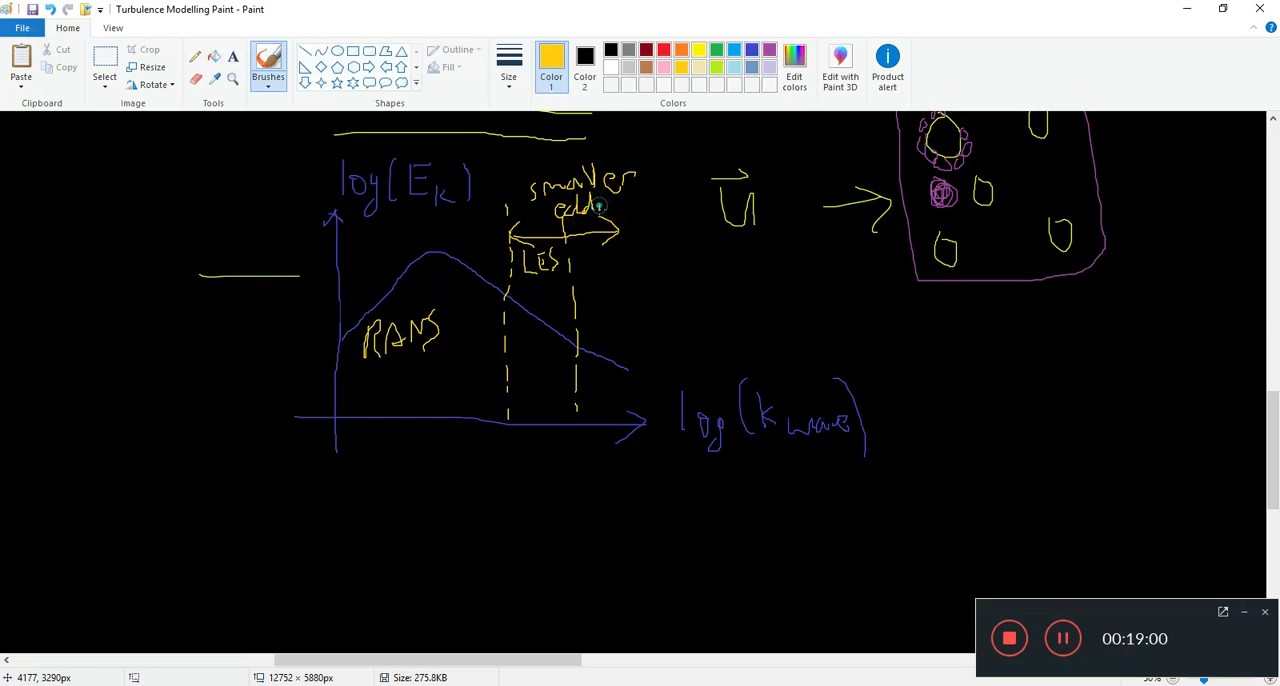 Turbulence Modelling Paint - Paint
File Home View
Paste Cut Copy Clipboard
Select Crop Resize Rotate Image
Tools
Brushes
Shapes Outline Fill
Size
Color 1
Color 2
Colors
Edit colors
Edit with Paint 3D
Product alert
log(Ek)
smaller
edd
U
LES
RANS
log(k wave)
00:19:00
4177, 3290px
12752 × 5880px
Size: 275.8KB
50%